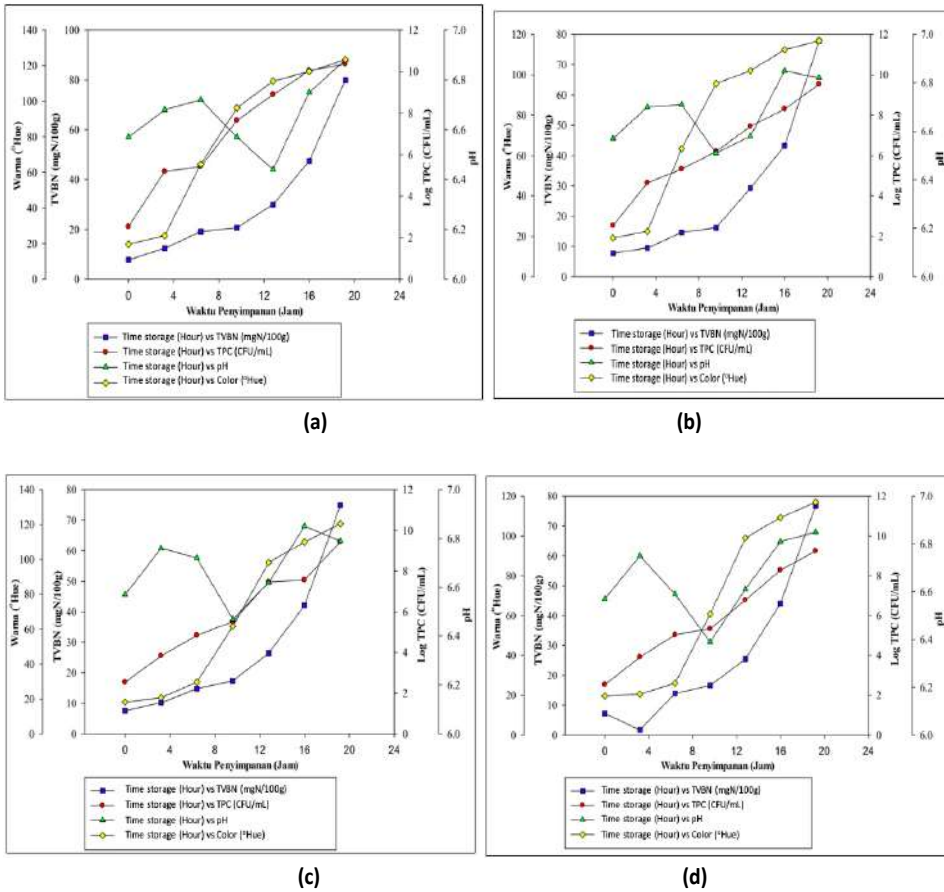 Warna (°Hue)
140
120
100
80
60
40
20
0
TVBN (mgN/100g)
100
80
60
40
20
0
12
10
8
6
4
2
0
Log TPC (CFU/mL)
7.0
6.8
6.6
6.4
6.2
6.0
pH
0 4 8 12 16 20 24
Waktu Penyimpanan (Jam)
Time storage (Hour) vs TVBN (mgN/100g)
Time storage (Hour) vs TPC (CFU/mL)
Time storage (Hour) vs pH
Time storage (Hour) vs Color (°Hue)
(a)
Warna (°Hue)
120
100
80
60
40
20
0
TVBN (mgN/100g)
80
70
60
50
40
30
20
10
0
12
10
8
6
4
2
0
Log TPC (CFU/mL)
7.0
6.8
6.6
6.4
6.2
6.0
pH
0 4 8 12 16 20 24
Waktu Penyimpanan (Jam)
Time storage (Hour) vs TVBN (mgN/100g)
Time storage (Hour) vs TPC (CFU/mL)
Time storage (Hour) vs pH
Time storage (Hour) vs Color (°Hue)
(b)
Warna (°Hue)
140
120
100
80
60
40
20
0
TVBN (mgN/100g)
80
70
60
50
40
30
20
10
0
12
10
8
6
4
2
0
Log TPC (CFU/mL)
7.0
6.8
6.6
6.4
6.2
6.0
pH
0 4 8 12 16 20 24
Waktu Penyimpanan (Jam)
Time storage (Hour) vs TVBN (mgN/100g)
Time storage (Hour) vs TPC (CFU/mL)
Time storage (Hour) vs pH
Time storage (Hour) vs Color (°Hue)
(c)
Warna (°Hue)
120
100
80
60
40
20
0
TVBN (mgN/100g)
80
70
60
50
40
30
20
10
0
12
10
8
6
4
2
0
Log TPC (CFU/mL)
7.0
6.8
6.6
6.4
6.2
6.0
pH
0 4 8 12 16 20 24
Waktu Penyimpanan (Jam)
Time storage (Hour) vs TVBN (mgN/100g)
Time storage (Hour) vs TPC (CFU/mL)
Time storage (Hour) vs pH
Time storage (Hour) vs Color (°Hue)
(d)